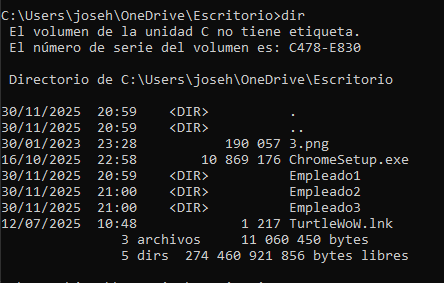 C:\Users\joseh\OneDrive\Escritorio>dir
 El volumen de la unidad C no tiene etiqueta.
 El número de serie del volumen es: C478-E830

 Directorio de C:\Users\joseh\OneDrive\Escritorio

30/11/2025  20:59    <DIR>          .
30/11/2025  20:59    <DIR>          ..
30/01/2023  23:28           190 057 3.png
16/10/2025  22:58        10 869 176 ChromeSetup.exe
30/11/2025  20:59    <DIR>          Empleado1
30/11/2025  21:00    <DIR>          Empleado2
30/11/2025  21:00    <DIR>          Empleado3
12/07/2025  10:48             1 217 TurtleWoW.lnk
               3 archivos     11 060 450 bytes
               5 dirs  274 460 921 856 bytes libres